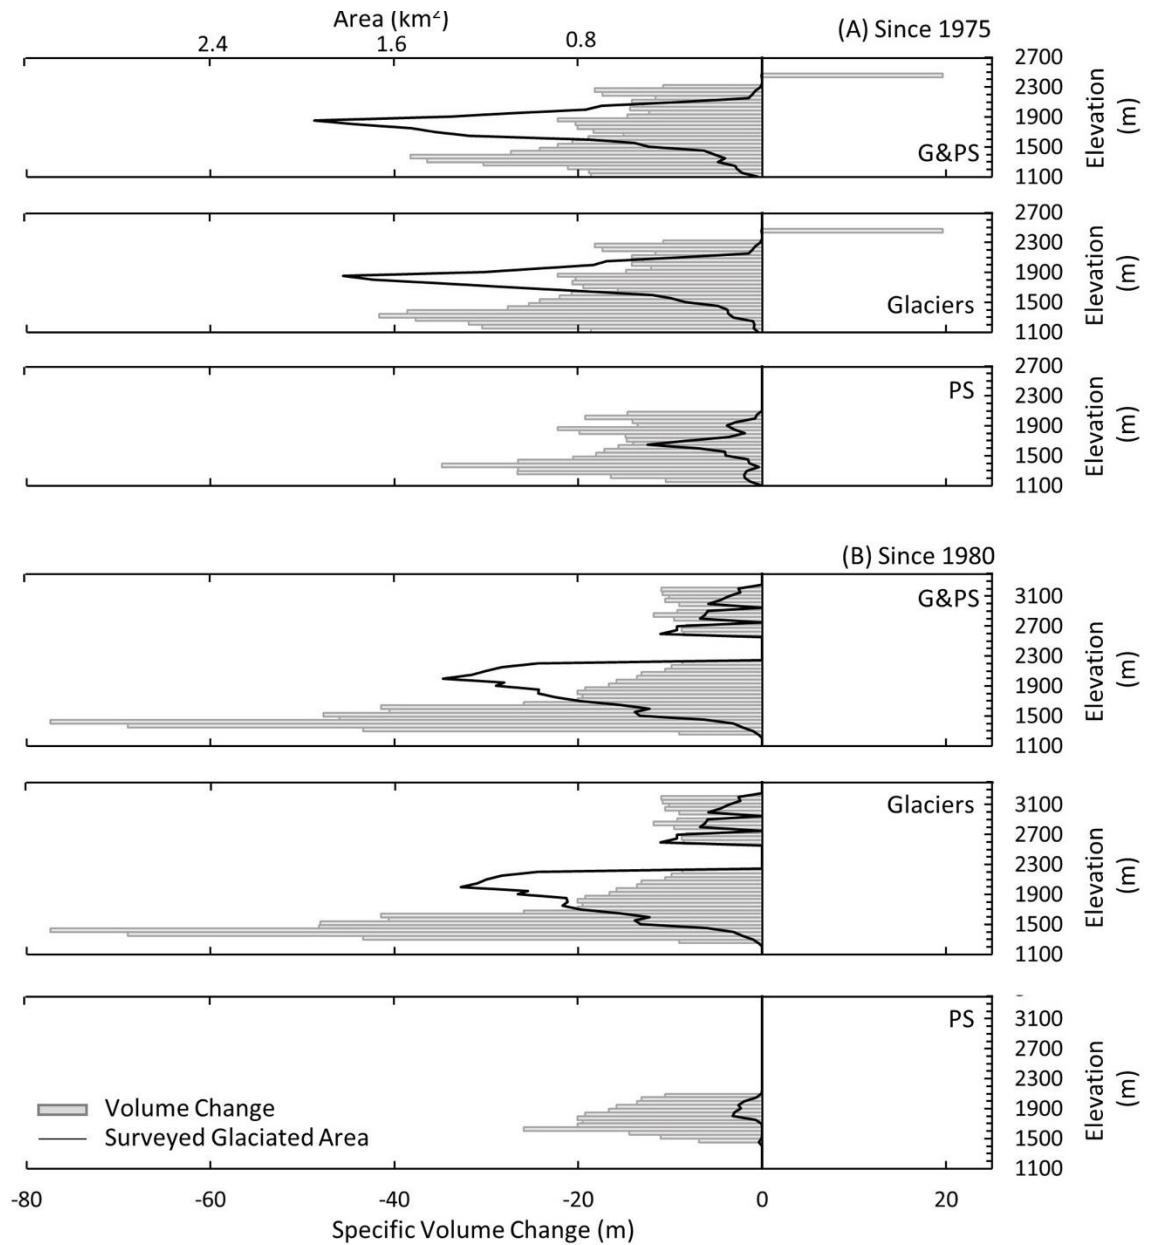 Area (km²)
2.4 1.6 0.8
(A) Since 1975
2700
2300
1900
1500
1100
Elevation
(m)
G&PS
2700
2300
1900
1500
1100
Elevation
(m)
Glaciers
2700
2300
1900
1500
1100
Elevation
(m)
PS
(B) Since 1980
3100
2700
2300
1900
1500
1100
Elevation
(m)
G&PS
3100
2700
2300
1900
1500
1100
Elevation
(m)
Glaciers
3100
2700
2300
1900
1500
1100
Elevation
(m)
PS
Volume Change
Surveyed Glaciated Area
-80 -60 -40 -20 0 20
Specific Volume Change (m)